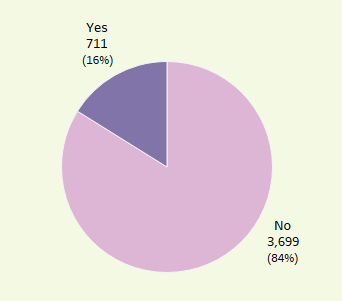 Yes
711
(16%)
No
3,699
(84%)